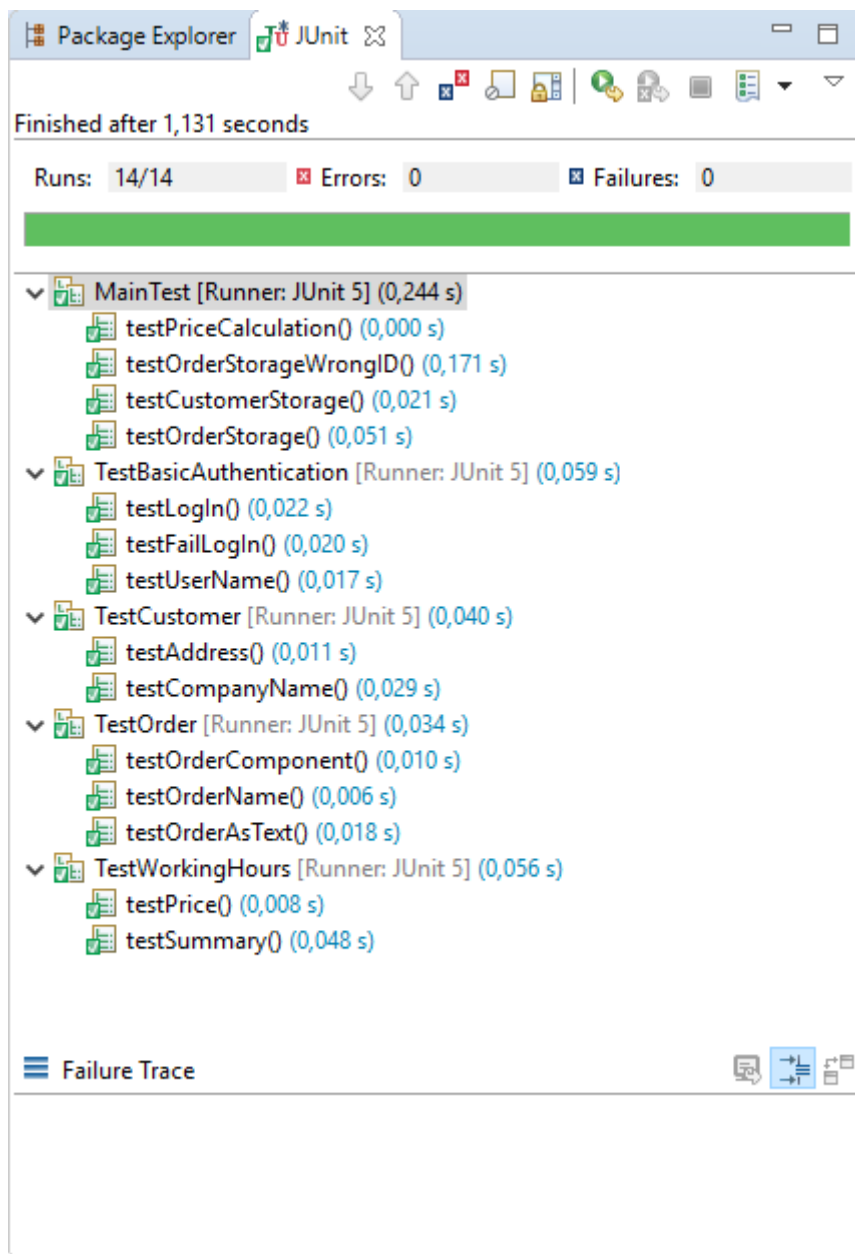 Package Explorer JUnit
Finished after 1,131 seconds
Runs: 14/14 Errors: 0 Failures: 0
MainTest [Runner: JUnit 5] (0,244 s)
testPriceCalculation() (0,000 s)
testOrderStorageWrongID() (0,171 s)
testCustomerStorage() (0,021 s)
testOrderStorage() (0,051 s)
TestBasicAuthentication [Runner: JUnit 5] (0,059 s)
testLogIn() (0,022 s)
testFailLogIn() (0,020 s)
testUserName() (0,017 s)
TestCustomer [Runner: JUnit 5] (0,040 s)
testAddress() (0,011 s)
testCompanyName() (0,029 s)
TestOrder [Runner: JUnit 5] (0,034 s)
testOrderComponent() (0,010 s)
testOrderName() (0,006 s)
testOrderAsText() (0,018 s)
TestWorkingHours [Runner: JUnit 5] (0,056 s)
testPrice() (0,008 s)
testSummary() (0,048 s)
Failure Trace